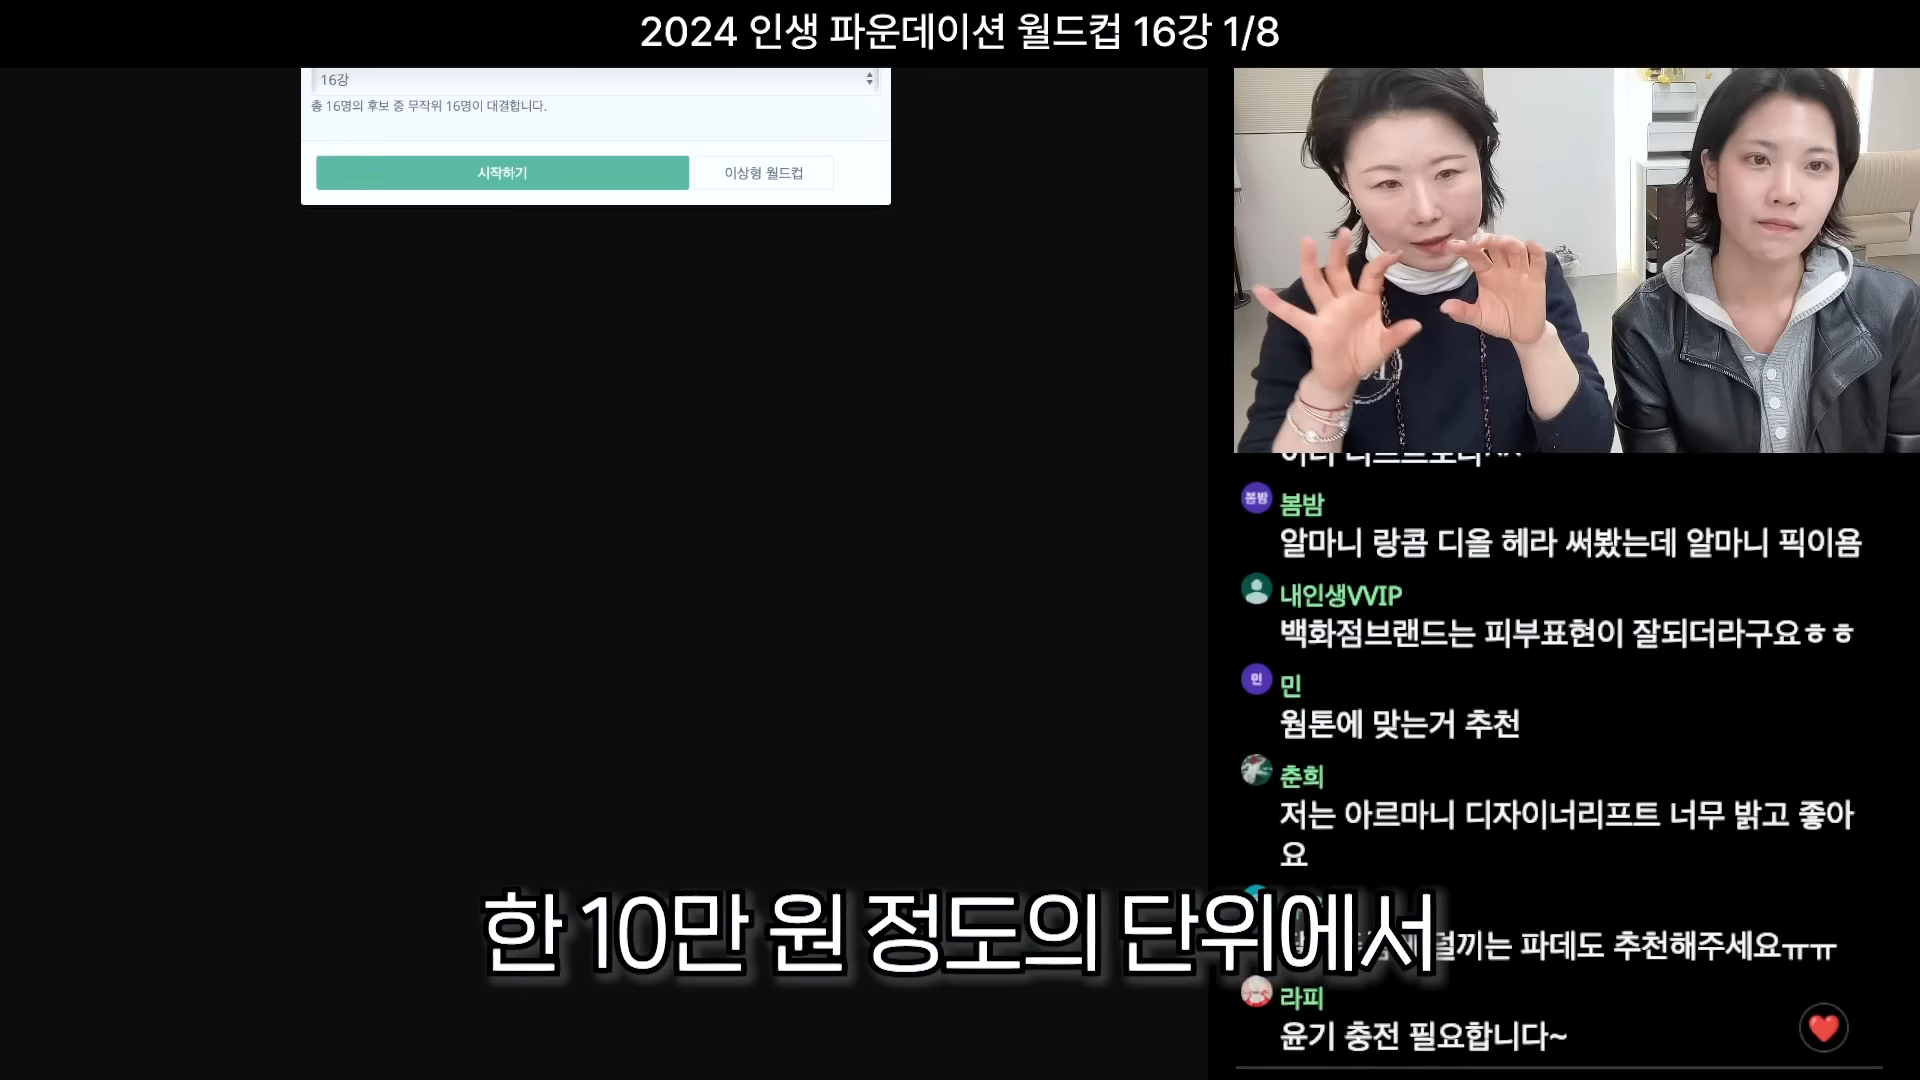 2024 인생 파운데이션 월드컵 16강 1/8
16강
총 16명의 후보 중 무작위 16명이 대결합니다.
시작하기
이상형 월드컵
봄밤
봄밤
알마니 랑콤 디올 헤라 써봤는데 알마니 픽이욤
내인생VVIP
백화점브랜드는 피부표현이 잘되더라구요ㅎㅎ
민
민
웜톤에 맞는거 추천
춘희
저는 아르마니 디자이너리프트 너무 밝고 좋아
요
한 10만 원 정도의 단위에서
파데도 추천해주세요ㅠㅠ
라피
윤기 충전 필요합니다~